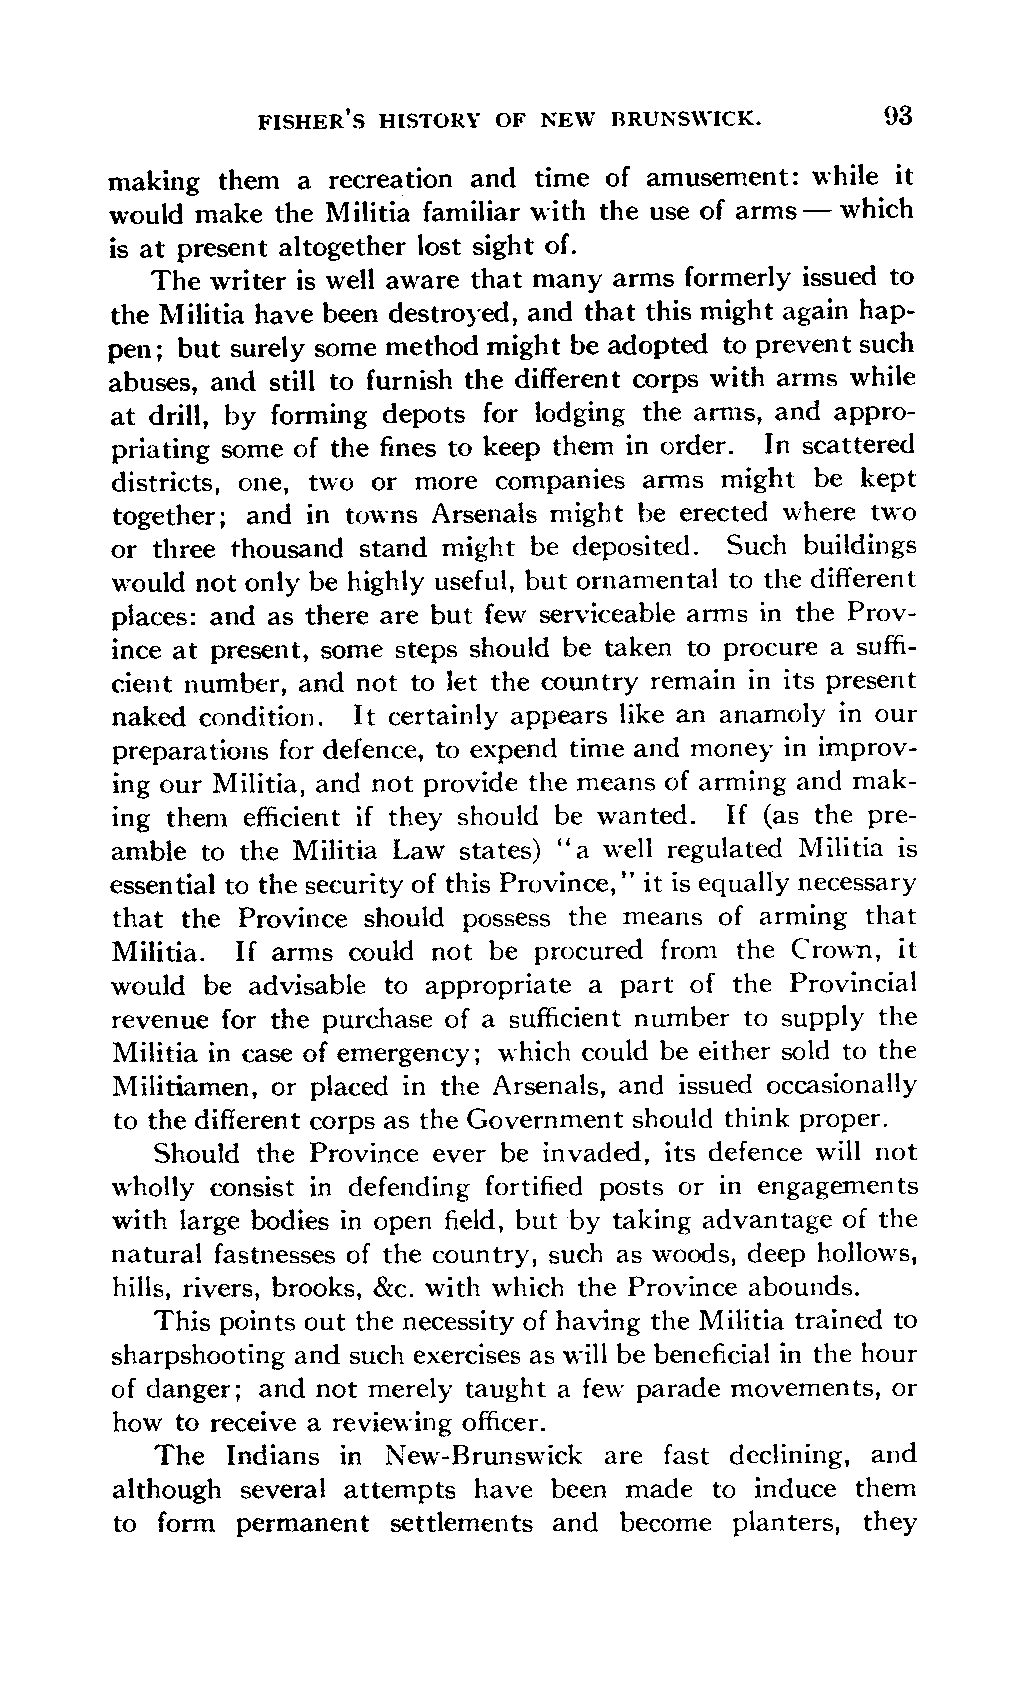 FISHER'S HISTORY OF NEW BRUNSWICK. 93
making them a recreation and time of amusement: while it
would make the Militia familiar with the use of arms — which
is at present altogether lost sight of.
The writer is well aware that many arms formerly issued to
the Militia have been destroyed, and that this might again hap-
pen; but surely some method might be adopted to prevent such
abuses, and still to furnish the different corps with arms while
at drill, by forming depots for lodging the arms, and appro-
priating some of the fines to keep them in order. In scattered
districts, one, two or more companies arms might be kept
together; and in towns Arsenals might be erected where two
or three thousand stand might be deposited. Such buildings
would not only be highly useful, but ornamental to the different
places: and as there are but few serviceable arms in the Prov-
ince at present, some steps should be taken to procure a suffi-
cient number, and not to let the country remain in its present
naked condition. It certainly appears like an anamoly in our
preparations for defence, to expend time and money in improv-
ing our Militia, and not provide the means of arming and mak-
ing them efficient if they should be wanted. If (as the pre-
amble to the Militia Law states) "a well regulated Militia is
essential to the security of this Province," it is equally necessary
that the Province should possess the means of arming that
Militia. If arms could not be procured from the Crown, it
would be advisable to appropriate a part of the Provincial
revenue for the purchase of a sufficient number to supply the
Militia in case of emergency; which could be either sold to the
Militiamen, or placed in the Arsenals, and issued occasionally
to the different corps as the Government should think proper.
Should the Province ever be invaded, its defence will not
wholly consist in defending fortified posts or in engagements
with large bodies in open field, but by taking advantage of the
natural fastnesses of the country, such as woods, deep hollows,
hills, rivers, brooks, &c. with which the Province abounds.
This points out the necessity of having the Militia trained to
sharpshooting and such exercises as will be beneficial in the hour
of danger; and not merely taught a few parade movements, or
how to receive a reviewing officer.
The Indians in New-Brunswick are fast declining, and
although several attempts have been made to induce them
to form permanent settlements and become planters, they